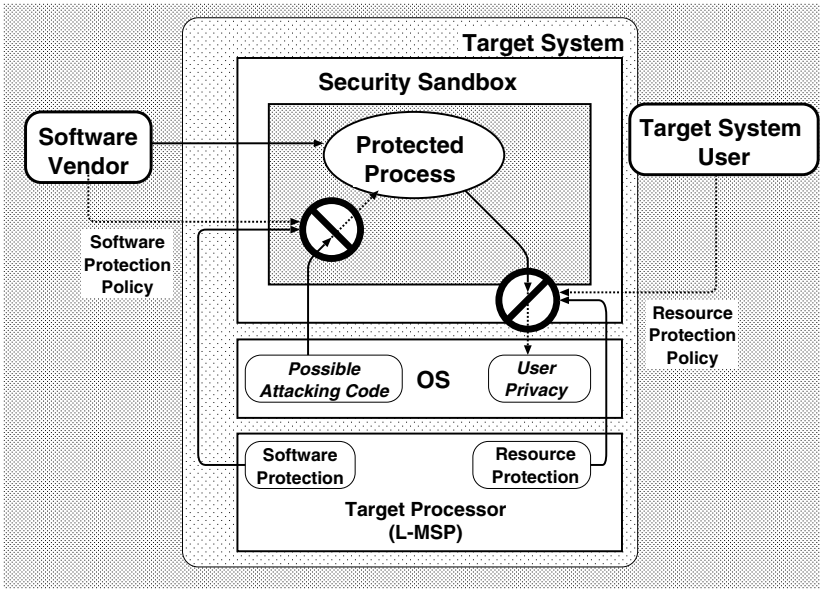 Target System
Security Sandbox
Software
Vendor
Protected
Process
Target System
User
Software
Protection
Policy
Resource
Protection
Policy
Possible
Attacking Code
OS
User
Privacy
Software
Protection
Resource
Protection
Target Processor
(L-MSP)